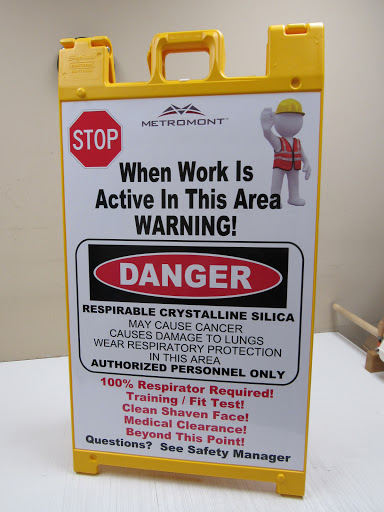 METROMONT
STOP
When Work Is
Active In This Area
WARNING!
DANGER
RESPIRABLE CRYSTALLINE SILICA
MAY CAUSE CANCER
CAUSES DAMAGE TO LUNGS
WEAR RESPIRATORY PROTECTION
IN THIS AREA
AUTHORIZED PERSONNEL ONLY
100% Respirator Required!
Training / Fit Test!
Clean Shaven Face!
Medical Clearance!
Beyond This Point!
Questions? See Safety Manager